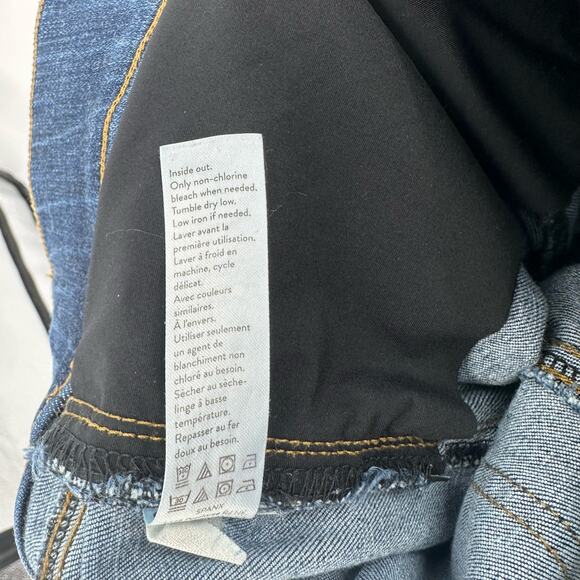 Inside out.
Only non-chlorine
bleach when needed.
Tumble dry low.
Low iron if needed.
Laver avant la
première utilisation.
Laver à froid en
machine, cycle
délicat.
Avec couleurs
similaires.
À l'envers.
Utiliser seulement
un agent de
blanchiment non
chloré au besoin.
Sécher au sèche-
linge à basse
température.
Repasser au fer
doux au besoin.
SPANX